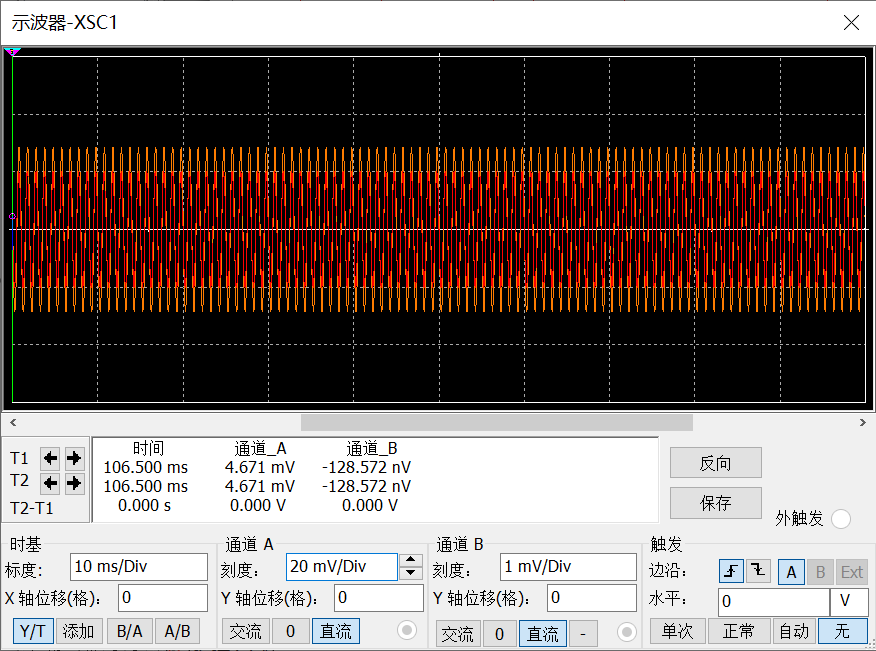 示波器-XSC1
时间 通道_A 通道_B
T1 106.500 ms 4.671 mV -128.572 nV
T2 106.500 ms 4.671 mV -128.572 nV
T2-T1 0.000 s 0.000 V 0.000 V
反向
保存
外触发
时基 通道 A 通道 B 触发
标度: 10 ms/Div 刻度: 20 mV/Div 刻度: 1 mV/Div 边沿: A B Ext
X 轴位移(格): 0 Y 轴位移(格): 0 Y 轴位移(格): 0 水平: 0 V
Y/T 添加 B/A A/B 交流 0 直流 交流 0 直流 - 单次 正常 自动 无